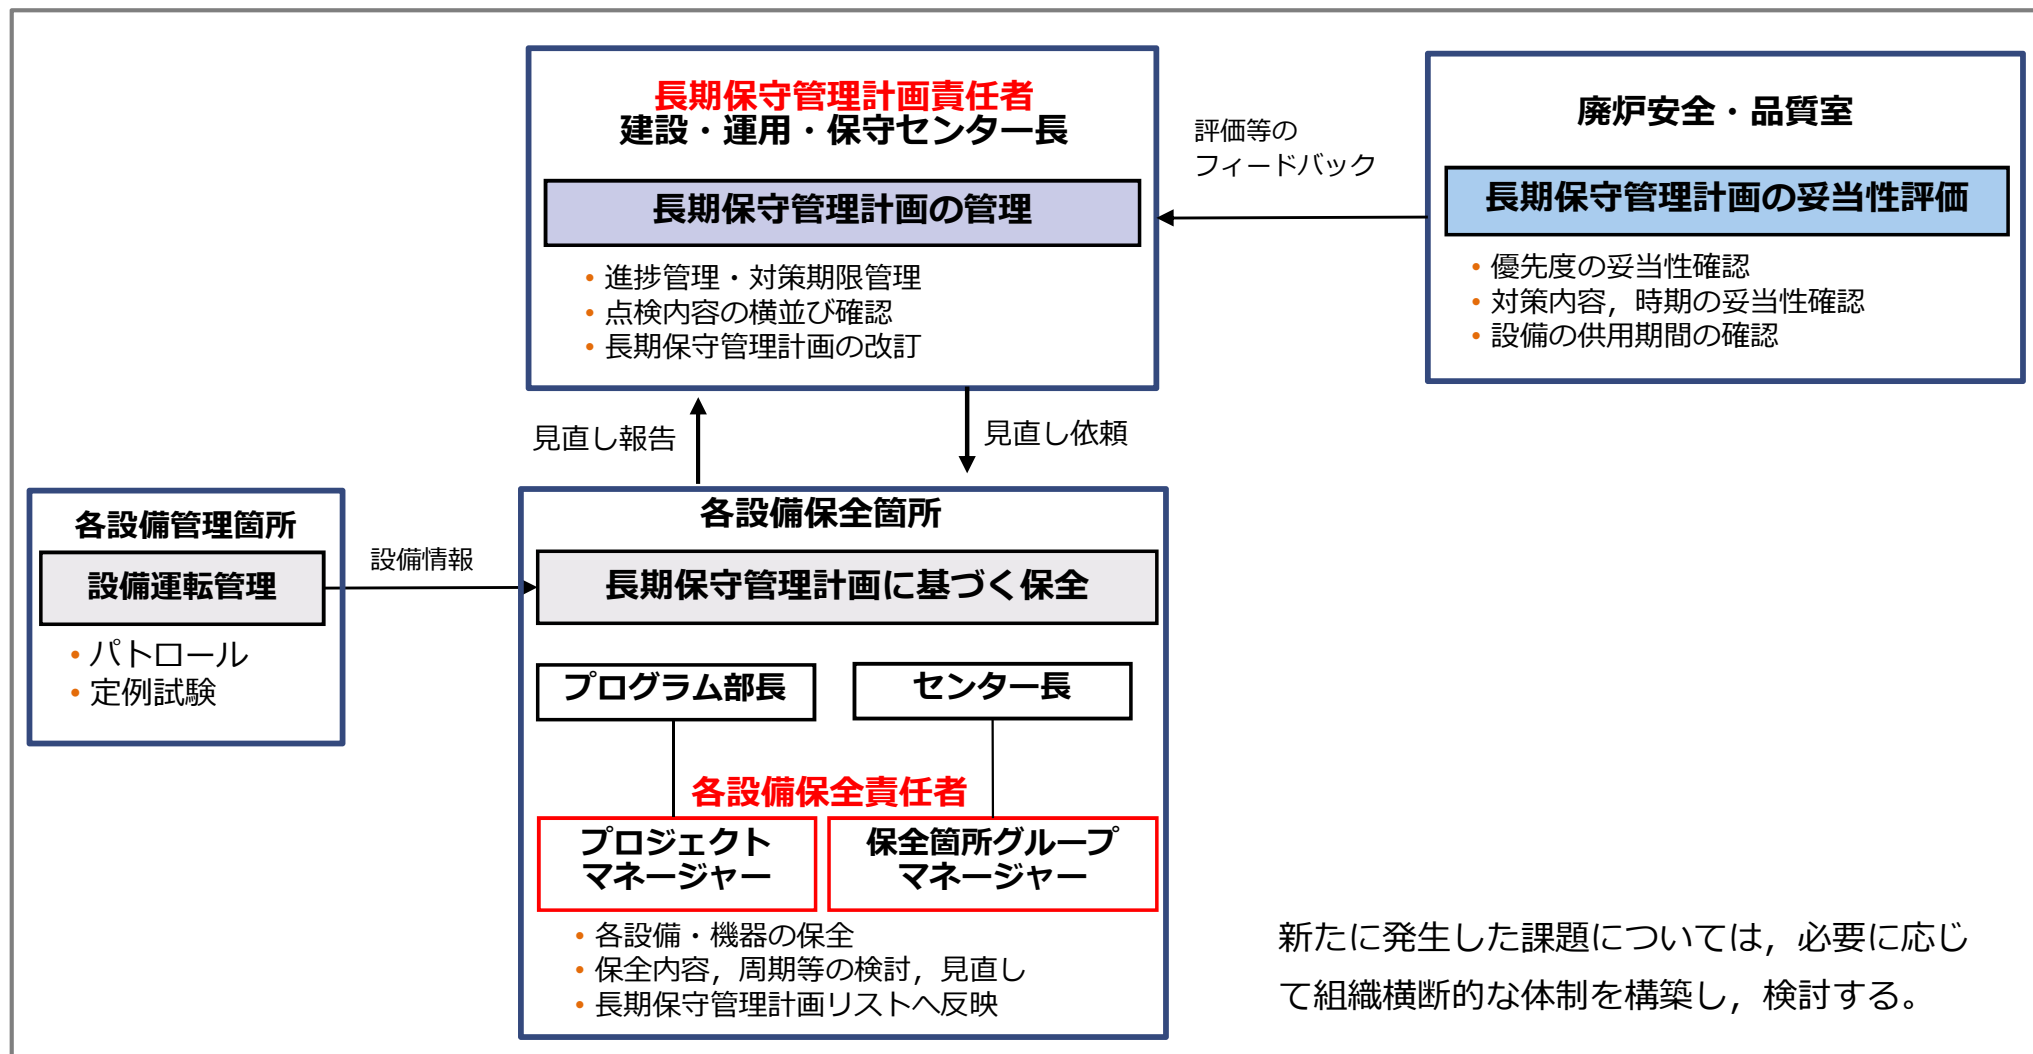 長期保守管理計画責任者
建設・運用・保守センター長
長期保守管理計画の管理
• 進捗管理・対策期限管理
• 点検内容の横並び確認
• 長期保守管理計画の改訂
評価等の
フィードバック
廃炉安全・品質室
長期保守管理計画の妥当性評価
• 優先度の妥当性確認
• 対策内容，時期の妥当性確認
• 設備の供用期間の確認
見直し報告
見直し依頼
各設備管理箇所
設備運転管理
• パトロール
• 定例試験
設備情報
各設備保全箇所
長期保守管理計画に基づく保全
プログラム部長
センター長
各設備保全責任者
プロジェクト
マネージャー
保全箇所グループ
マネージャー
• 各設備・機器の保全
• 保全内容，周期等の検討，見直し
• 長期保守管理計画リストへ反映
新たに発生した課題については，必要に応じ
て組織横断的な体制を構築し，検討する。